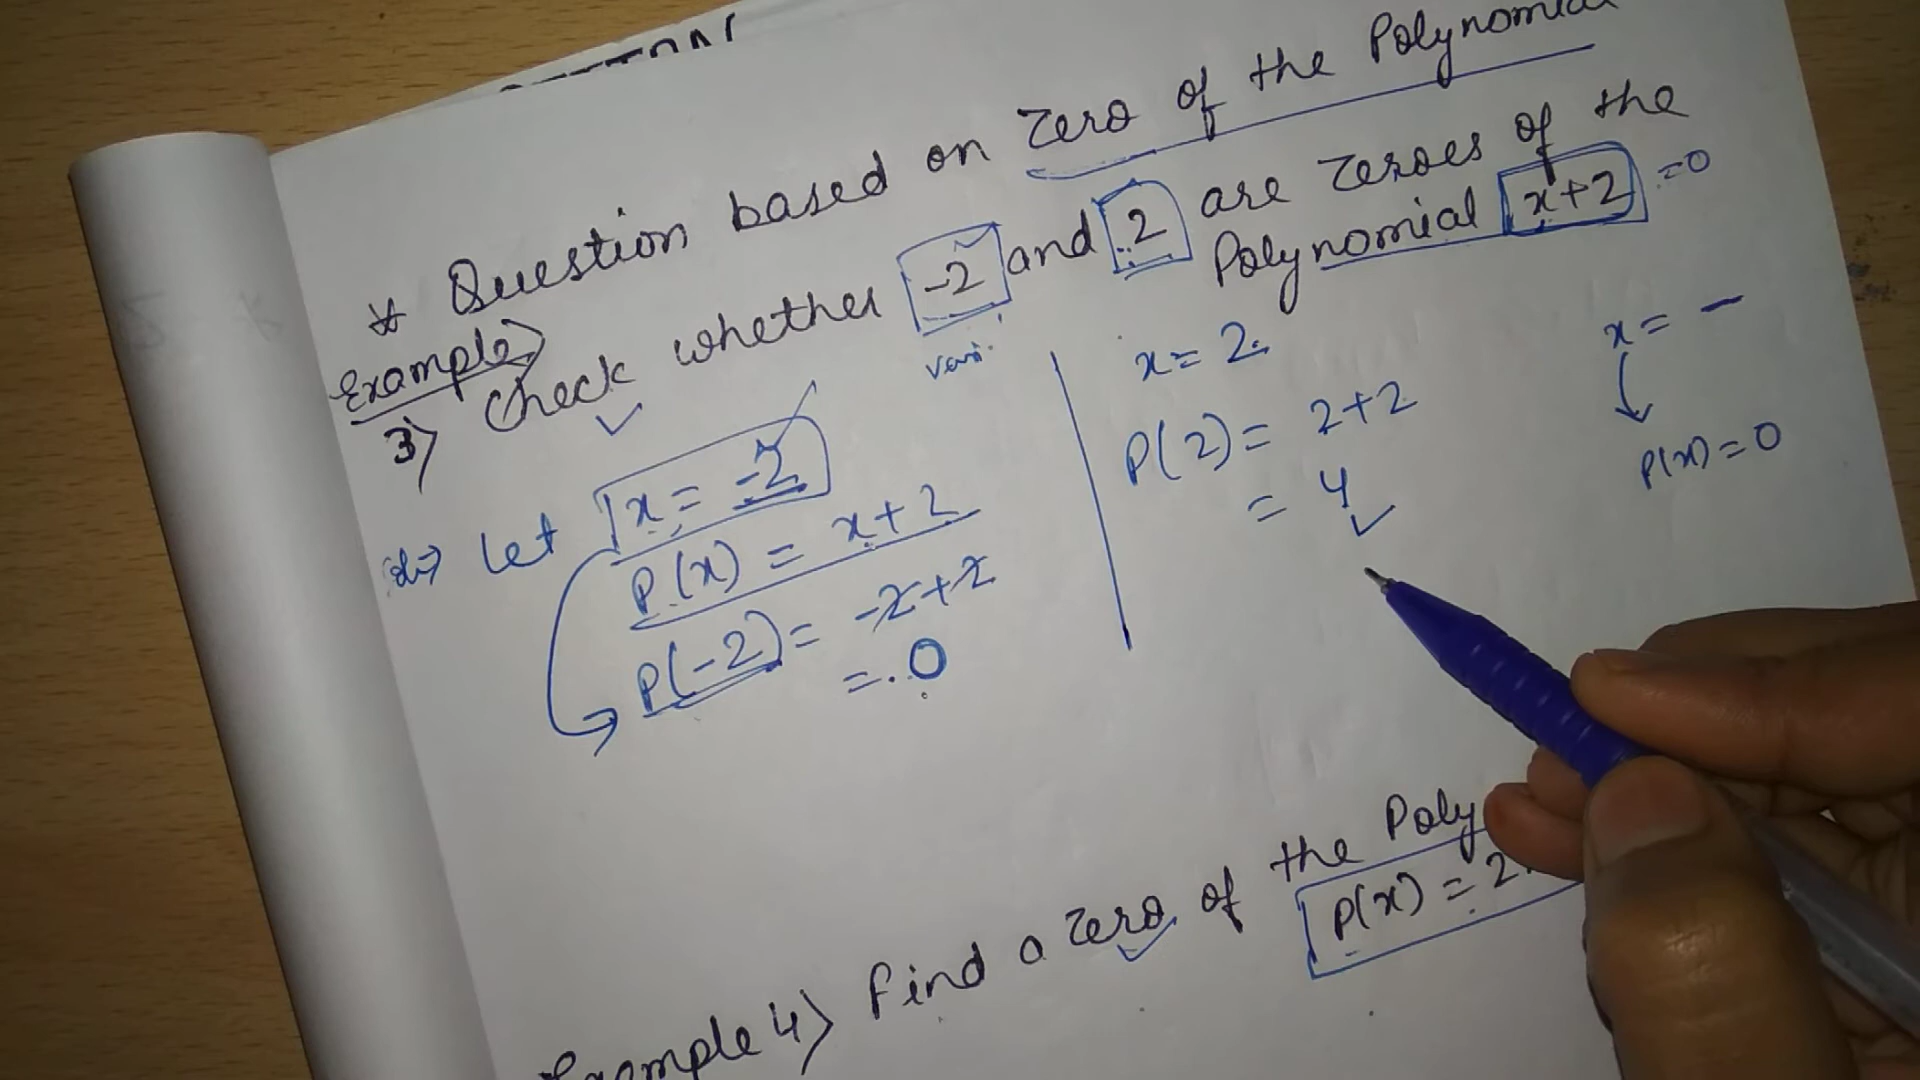 * Question based on Zero of the Polynomial
Example
3) Check whether -2 and 2 are zeroes of the
Polynomial x+2 =0
Let x = -2
P(x) = x+2
P(-2) = -2+2
= 0
x = 2
P(2) = 2+2
= 4
x = -
P(x) = 0
Example 4) Find a zero of the Poly
P(x) = 2